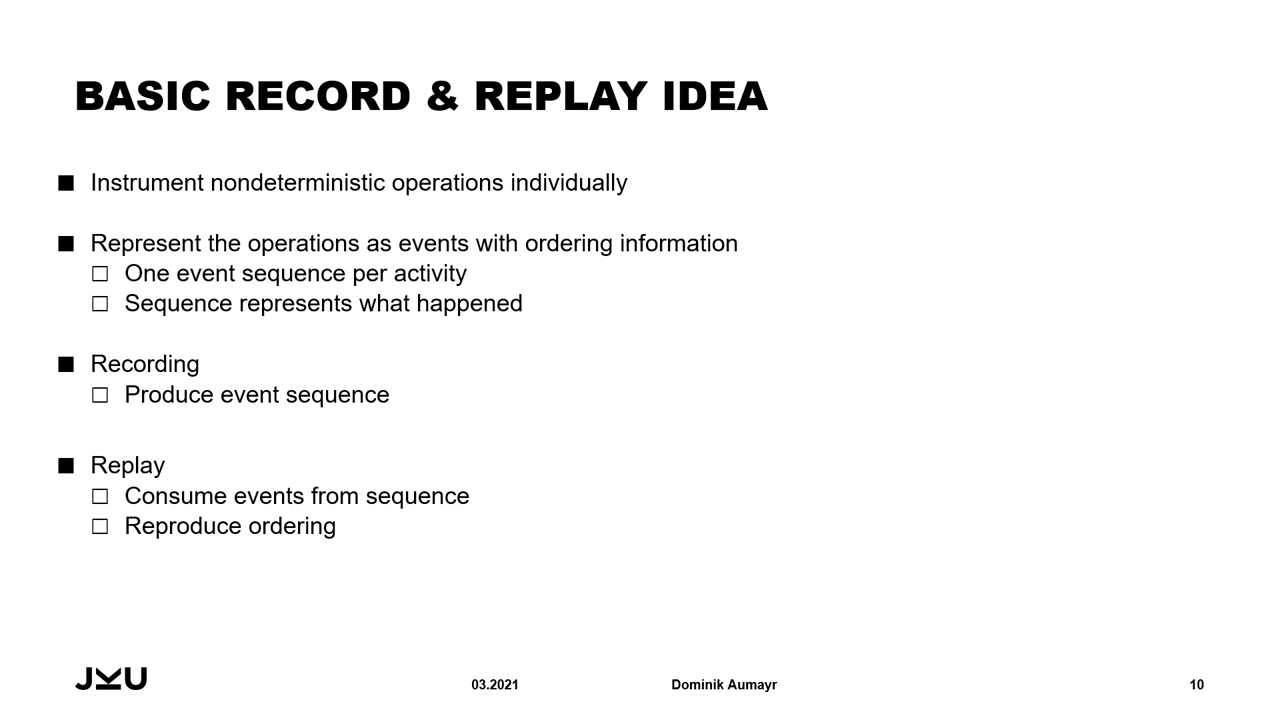 BASIC RECORD & REPLAY IDEA
■ Instrument nondeterministic operations individually
■ Represent the operations as events with ordering information
□ One event sequence per activity
□ Sequence represents what happened
■ Recording
□ Produce event sequence
■ Replay
□ Consume events from sequence
□ Reproduce ordering
JKU
03.2021
Dominik Aumayr
10